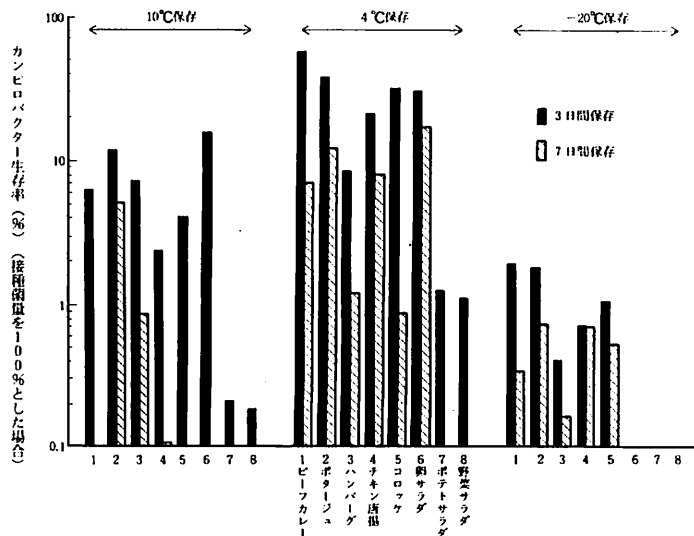 10℃保存
4℃保存
−20℃保存
カンピロバクター生存率(%)(接種菌量を100%とした場合)
100
10
1
0.1
3日間保存
7日間保存
1 2 3 4 5 6 7 8
1ビーフカレー
2ポタージュ
3ハンバーグ
4チキン唐揚
5コロッケ
6卵サラダ
7ポテトサラダ
8野菜サラダ
1 2 3 4 5 6 7 8